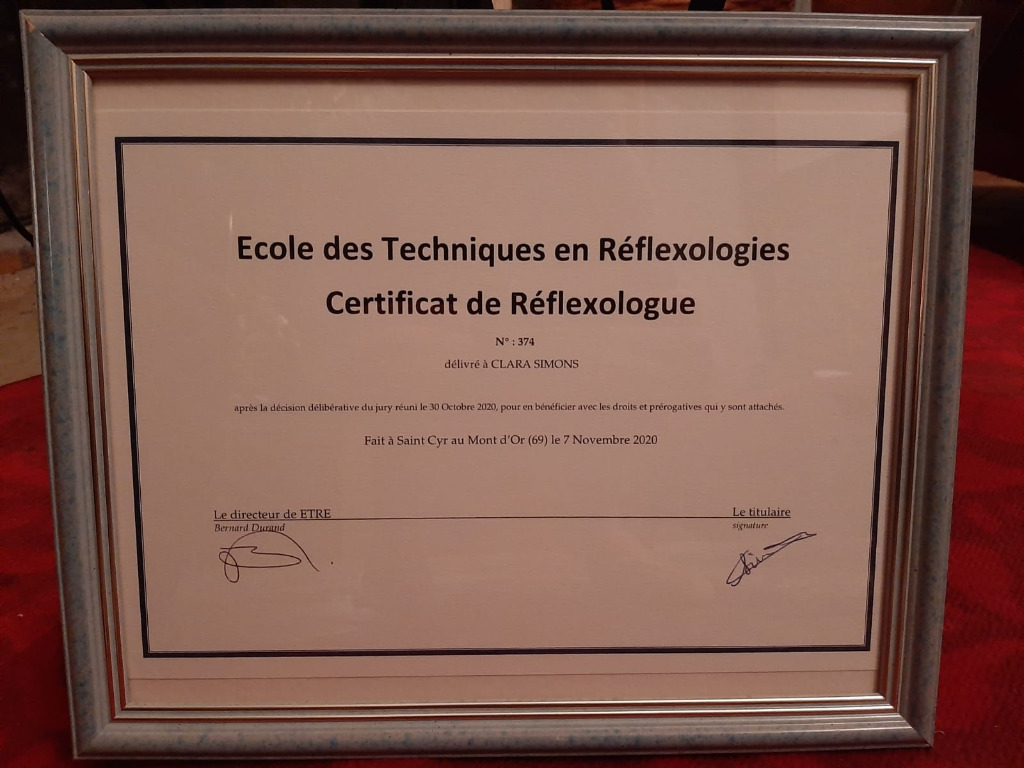 Ecole des Techniques en Réflexologies
Certificat de Réflexologue
N° : 374
délivré à CLARA SIMONS
après la décision délibérative du jury réuni le 30 Octobre 2020, pour en bénéficier avec les droits et prérogatives qui y sont attachés.
Fait à Saint Cyr au Mont d'Or (69) le 7 Novembre 2020
Le directeur de ETRE
Bernard Durand
Le titulaire
signature